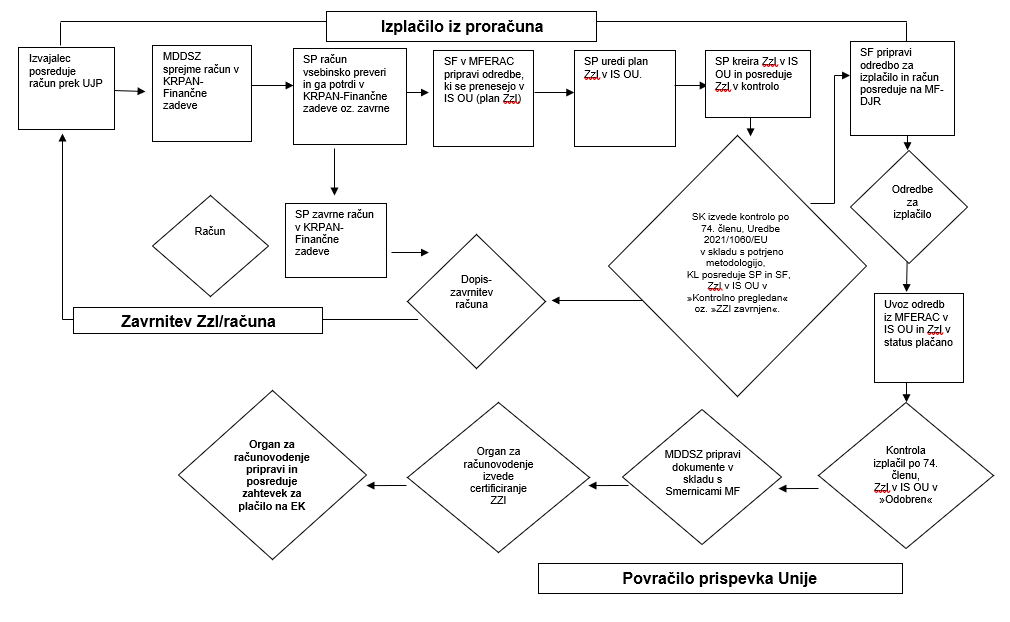 Izplačilo iz proračuna
Izvajalec
posreduje
račun prek UJP
MDDSZ
sprejme račun v
KRPAN-
Finančne
zadeve
SP račun
vsebinsko preveri
in ga potrdi v
KRPAN-Finančne
zadeve oz. zavrne
SF v MFERAC
pripravi odredbe,
ki se prenesejo v
IS OU (plan ZzI)
SP uredi plan
ZzI v IS OU.
SP kreira ZzI v IS
OU in posreduje
ZzI v kontrolo
SF pripravi
odredbo za
izplačilo in račun
posreduje na MF-
DJR
Odredbe
za
izplačilo
Račun
SP zavrne račun
v KRPAN-
Finančne
zadeve
Dopis-
zavrnitev
računa
SK izvede kontrolo po
74. členu, Uredbe
2021/1060/EU
v skladu s potrjeno
metodologijo,
KL posreduje SP in SF,
ZzI v IS OU v
»Kontrolno pregledan«
oz. »ZZI zavrnjen«.
Uvoz odredb
iz MFERAC v
IS OU in ZzI v
status plačano
Zavrnitev ZzI/računa
Organ za
računovodenje
pripravi in
posreduje
zahtevek za
plačilo na EK
Organ za
računovodenje
izvede
certificiranje
ZZI
MDDSZ pripravi
dokumente v
skladu s
Smernicami MF
Kontrola
izplačil po 74.
členu,
ZzI v IS OU v
»Odobren«
Povračilo prispevka Unije